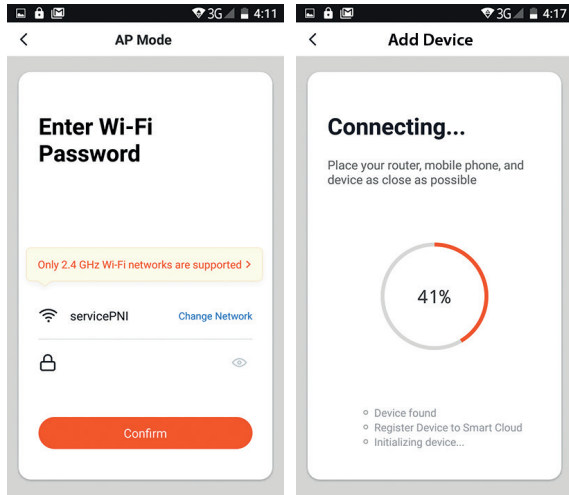 3G 4:11
AP Mode
Enter Wi-Fi
Password
Only 2.4 GHz Wi-Fi networks are supported >
servicePNI Change Network
Confirm
3G 4:17
Add Device
Connecting...
Place your router, mobile phone, and
device as close as possible
41%
Device found
Register Device to Smart Cloud
Initializing device...